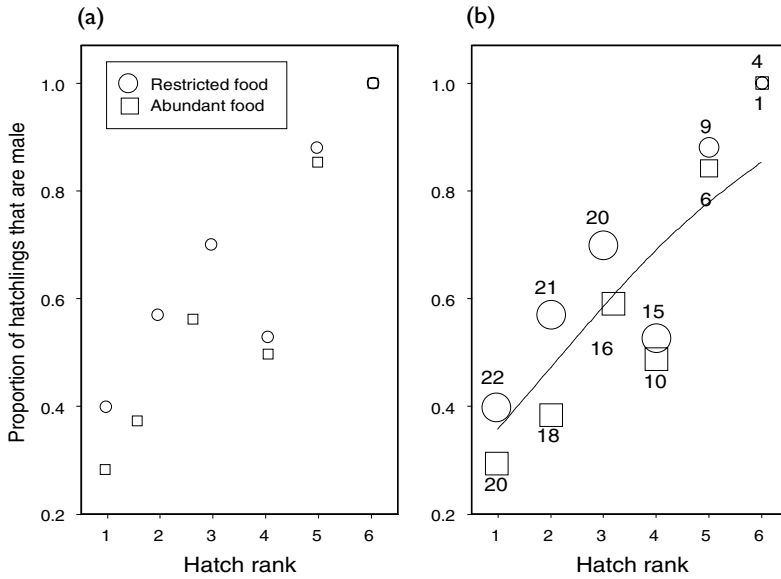 (a)
Proportion of hatchlings that are male
1.0
0.8
0.6
0.4
0.2
Restricted food
Abundant food
1 2 3 4 5 6
Hatch rank
(b)
1.0
0.8
0.6
0.4
0.2
4
1
9
6
20
21
16
15
10
22
18
20
1 2 3 4 5 6
Hatch rank